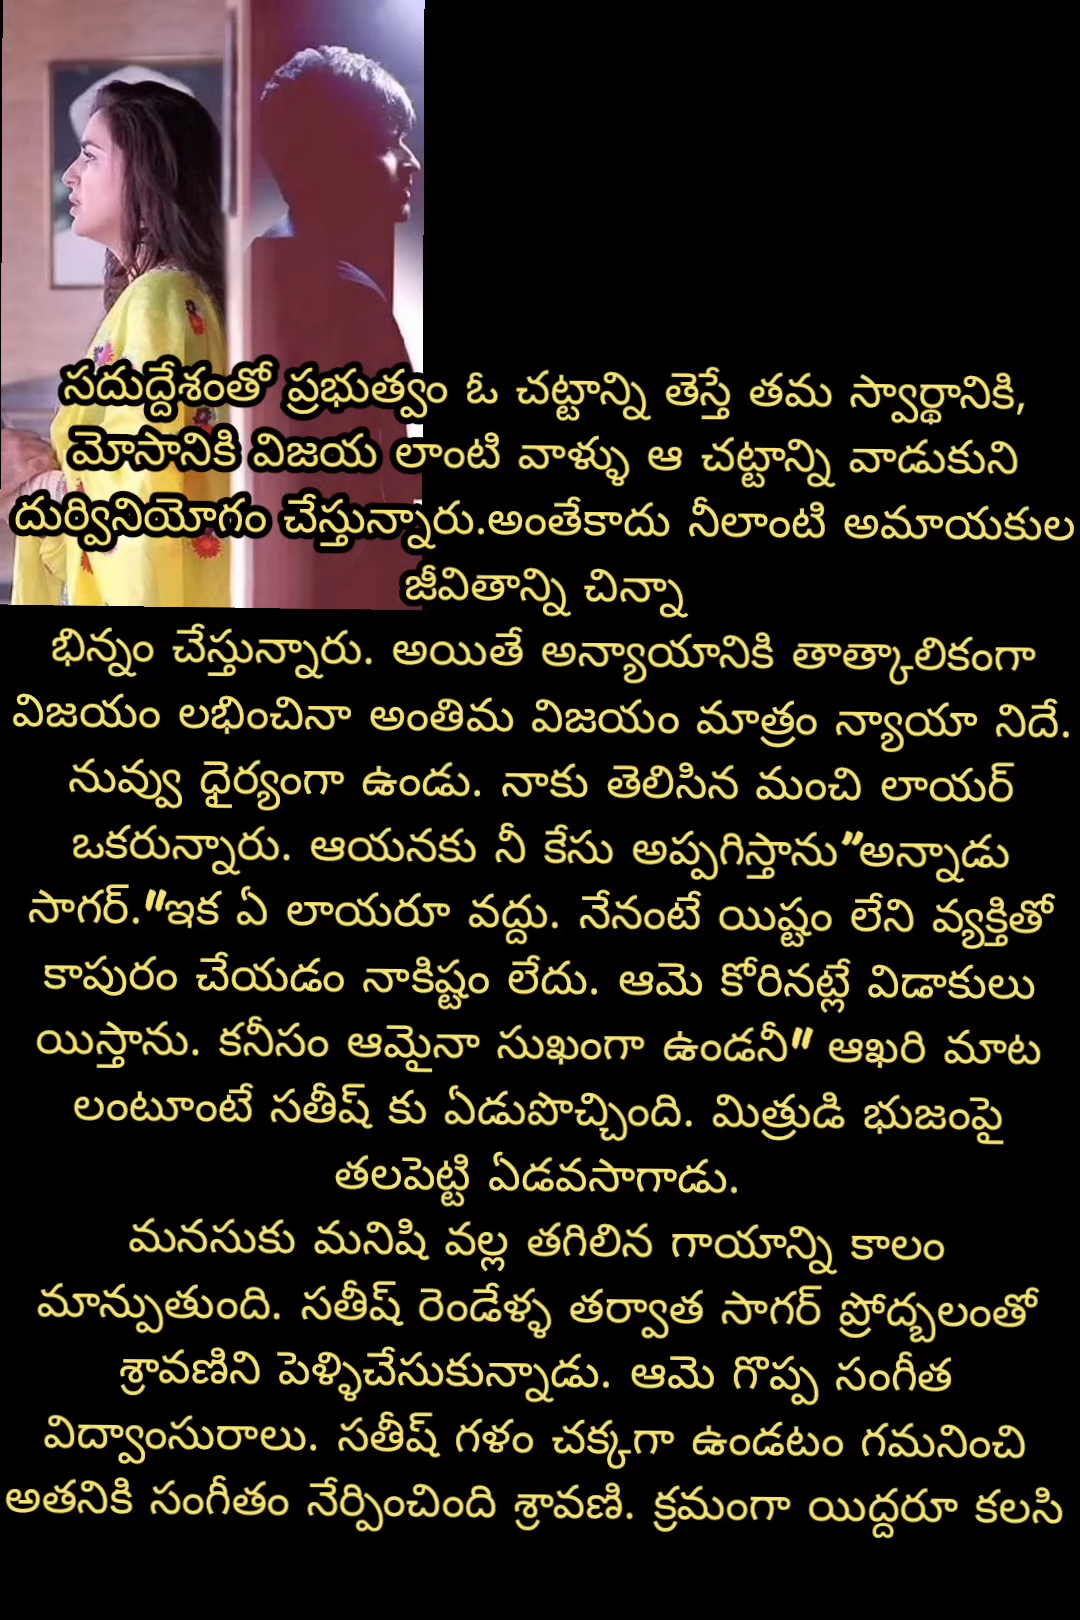 సదుద్దేశంతో ప్రభుత్వం ఓ చట్టాన్ని తెస్తే తమ స్వార్థానికి,
మోసానికి విజయ లాంటి వాళ్ళు ఆ చట్టాన్ని వాడుకుని
దుర్వినియోగం చేస్తున్నారు.అంతేకాదు నీలాంటి అమాయకుల
జీవితాన్ని చిన్నా
భిన్నం చేస్తున్నారు. అయితే అన్యాయానికి తాత్కాలికంగా
విజయం లభించినా అంతిమ విజయం మాత్రం న్యాయా నిదే.
నువ్వు ధైర్యంగా ఉండు. నాకు తెలిసిన మంచి లాయర్
ఒకరున్నారు. ఆయనకు నీ కేసు అప్పగిస్తాను"అన్నాడు
సాగర్."ఇక ఏ లాయరూ వద్దు. నేనంటే యిష్టం లేని వ్యక్తితో
కాపురం చేయడం నాకిష్టం లేదు. ఆమె కోరినట్లే విడాకులు
యిస్తాను. కనీసం ఆమైనా సుఖంగా ఉండనీ" ఆఖరి మాట
లంటూంటే సతీష్ కు ఏడుపొచ్చింది. మిత్రుడి భుజంపై
తలపెట్టి ఏడవసాగాడు.
మనసుకు మనిషి వల్ల తగిలిన గాయాన్ని కాలం
మాన్పుతుంది. సతీష్ రెండేళ్ళ తర్వాత సాగర్ ప్రోద్బలంతో
శ్రావణిని పెళ్ళిచేసుకున్నాడు. ఆమె గొప్ప సంగీత
విద్వాంసురాలు. సతీష్ గళం చక్కగా ఉండటం గమనించి
అతనికి సంగీతం నేర్పించింది శ్రావణి. క్రమంగా యిద్దరూ కలసి